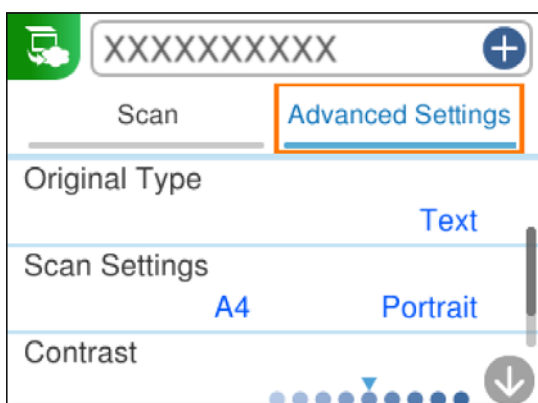 XXXXXXXXXX
Scan Advanced Settings
Original Type
Text
Scan Settings
A4 Portrait
Contrast